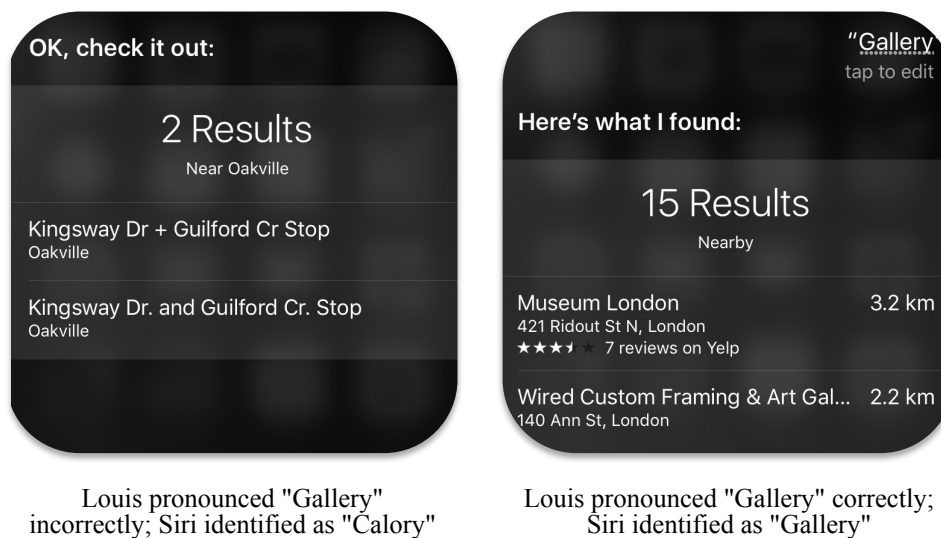 OK, check it out:
2 Results
Near Oakville
Kingsway Dr + Guilford Cr Stop
Oakville
Kingsway Dr. and Guilford Cr. Stop
Oakville
Louis pronounced "Gallery"
incorrectly; Siri identified as "Calory"
“Gallery
tap to edit
Here’s what I found:
15 Results
Nearby
Museum London 3.2 km
421 Ridout St N, London
★★★★★ 7 reviews on Yelp
Wired Custom Framing & Art Gal... 2.2 km
140 Ann St, London
Louis pronounced "Gallery" correctly;
Siri identified as "Gallery"